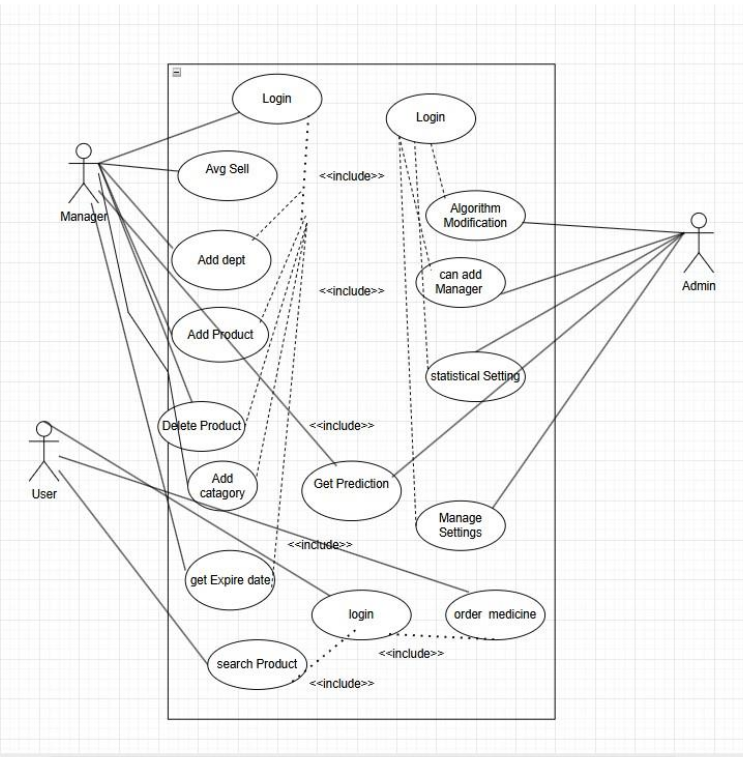 Login
Login
Avg Sell
<<include>>
Manager
Algorithm
Modification
Add dept
can add
Manager
Admin
<<include>>
Add Product
statistical Setting
Delete Product
<<include>>
User
Add
catagory
Get Prediction
Manage
Settings
<<include>>
get Expire date
login
order medicine
<<include>>
search Product
<<include>>